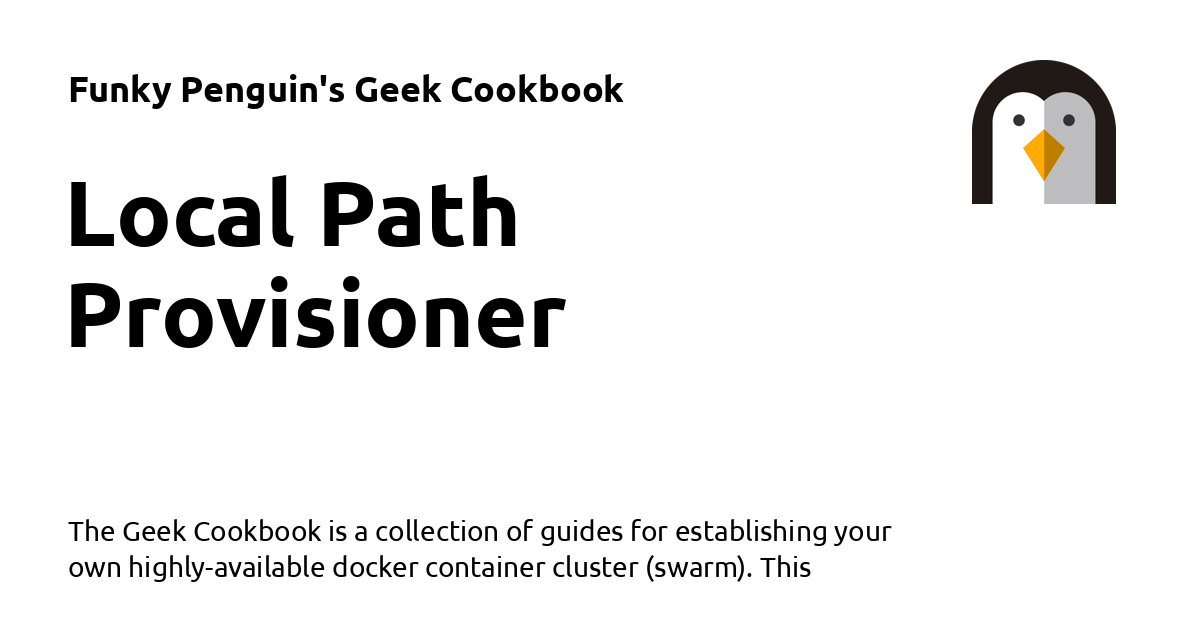 Funky Penguin's Geek Cookbook
Local Path
Provisioner
The Geek Cookbook is a collection of guides for establishing your
own highly-available docker container cluster (swarm). This